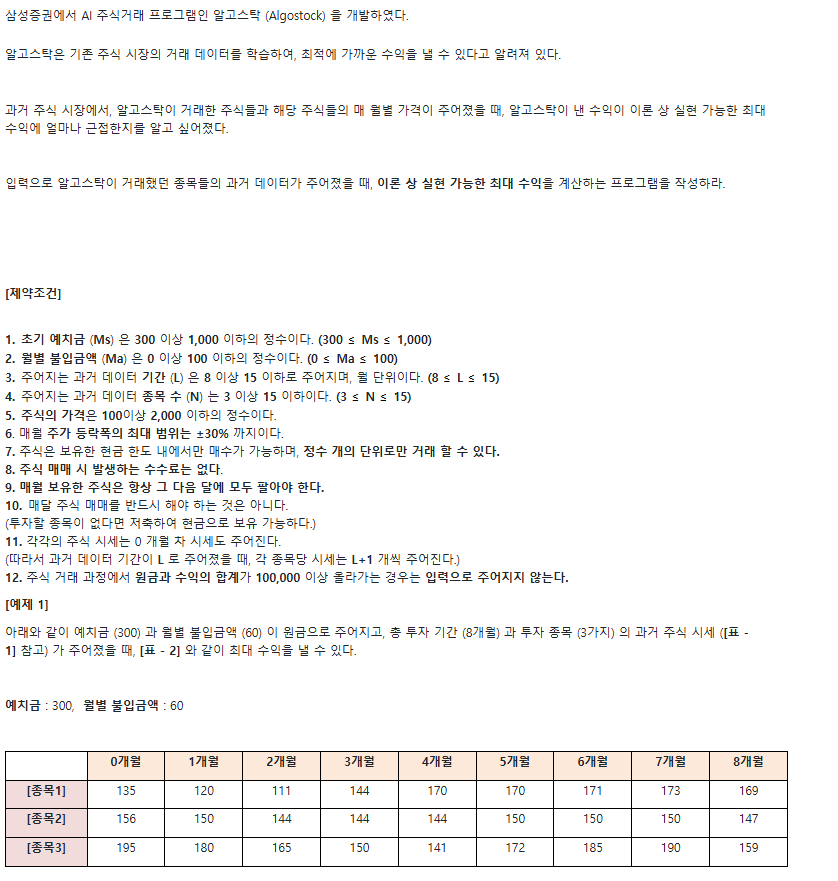 삼성증권에서 AI 주식거래 프로그램인 알고스탁 (Algostock) 을 개발하였다.
알고스탁은 기존 주식 시장의 거래 데이터를 학습하여, 최적에 가까운 수익을 낼 수 있다고 알려져 있다.
과거 주식 시장에서, 알고스탁이 거래한 주식들과 해당 주식들의 매 월별 가격이 주어졌을 때, 알고스탁이 낸 수익이 이론 상 실현 가능한 최대
수익에 얼마나 근접한지를 알고 싶어졌다.
입력으로 알고스탁이 거래했던 종목들의 과거 데이터가 주어졌을 때, 이론 상 실현 가능한 최대 수익을 계산하는 프로그램을 작성하라.
[제약조건]
1. 초기 예치금 (Ms) 은 300 이상 1,000 이하의 정수이다. (300 ≤ Ms ≤ 1,000)
2. 월별 불입금액 (Ma) 은 0 이상 100 이하의 정수이다. (0 ≤ Ma ≤ 100)
3. 주어지는 과거 데이터 기간 (L) 은 8 이상 15 이하로 주어지며, 월 단위이다. (8 ≤ L ≤ 15)
4. 주어지는 과거 데이터 종목 수 (N) 는 3 이상 15 이하이다. (3 ≤ N ≤ 15)
5. 주식의 가격은 100이상 2,000 이하의 정수이다.
6. 매월 주가 등락폭의 최대 범위는 ±30% 까지이다.
7. 주식은 보유한 현금 한도 내에서만 매수가 가능하며, 정수 개의 단위로만 거래 할 수 있다.
8. 주식 매매 시 발생하는 수수료는 없다.
9. 매월 보유한 주식은 항상 그 다음 달에 모두 팔아야 한다.
10. 매달 주식 매매를 반드시 해야 하는 것은 아니다.
(투자할 종목이 없다면 저축하여 현금으로 보유 가능하다.)
11. 각각의 주식 시세는 0 개월 차 시세도 주어진다.
(따라서 과거 데이터 기간이 L 로 주어졌을 때, 각 종목당 시세는 L+1 개씩 주어진다.)
12. 주식 거래 과정에서 원금과 수익의 합계가 100,000 이상 올라가는 경우는 입력으로 주어지지 않는다.
[예제 1]
아래와 같이 예치금 (300) 과 월별 불입금액 (60) 이 원금으로 주어지고, 총 투자 기간 (8개월) 과 투자 종목 (3가지) 의 과거 주식 시세 ([표 -
1] 참고) 가 주어졌을 때, [표 - 2] 와 같이 최대 수익을 낼 수 있다.
예치금 : 300, 월별 불입금액 : 60
0개월 1개월 2개월 3개월 4개월 5개월 6개월 7개월 8개월
[종목1] 135 120 111 144 170 170 171 173 169
[종목2] 156 150 144 144 144 150 150 150 147
[종목3] 195 180 165 150 141 172 185 190 159